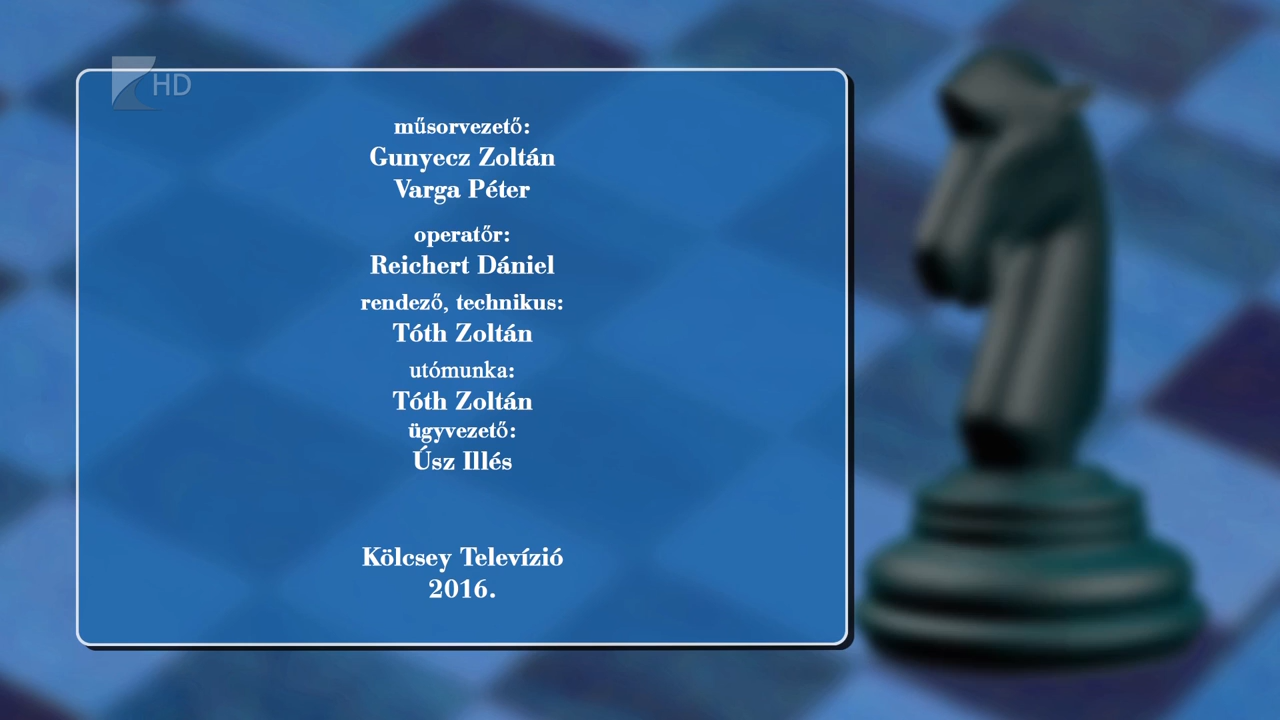 HD
műsorvezető:
Gunyecz Zoltán
Varga Péter
operatőr:
Reichert Dániel
rendező, technikus:
Tóth Zoltán
utómunka:
Tóth Zoltán
ügyvezető:
Úsz Illés
Kölcsey Televízió
2016.